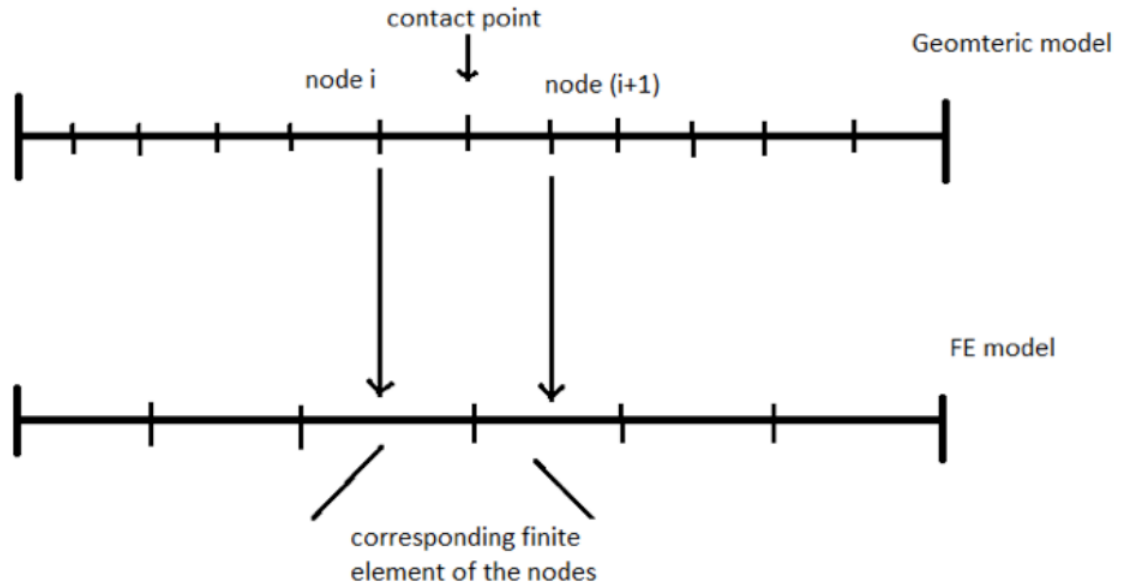 contact point
Geomteric model
node i
node (i+1)
FE model
corresponding finite
element of the nodes